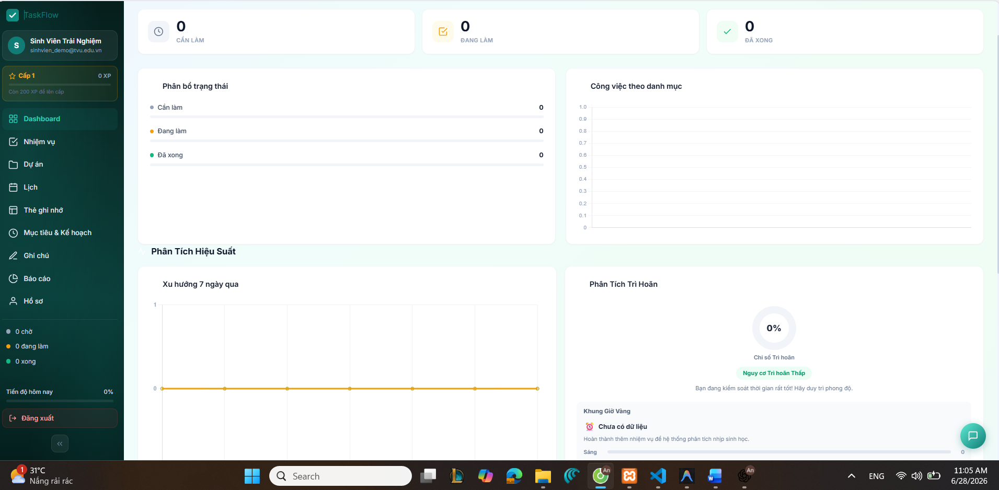 TaskFlow
S
Sinh Viên Trải Nghiệm
sinhvien_demo@tvu.edu.vn
Cấp 1
0 XP
Còn 200 XP để lên cấp
Dashboard
Nhiệm vụ
Dự án
Lịch
Thẻ ghi nhớ
Mục tiêu & Kế hoạch
Ghi chú
Báo cáo
Hồ sơ
0 chờ
0 đang làm
0 xong
Tiến độ hôm nay 0%
Đăng xuất
«
0
CẦN LÀM
0
ĐANG LÀM
0
ĐÃ XONG
Phân bổ trạng thái
Cần làm 0
Đang làm 0
Đã xong 0
Công việc theo danh mục
1.0
0.9
0.8
0.7
0.6
0.5
0.4
0.3
0.2
0.1
0
Phân Tích Hiệu Suất
Xu hướng 7 ngày qua
1
0
Phân Tích Trì Hoãn
0%
Chỉ số Trì hoãn
Nguy cơ Trì hoãn Thấp
Bạn đang kiểm soát thời gian rất tốt! Hãy duy trì phong độ.
Khung Giờ Vàng
Chưa có dữ liệu
Hoàn thành thêm nhiệm vụ để hệ thống phân tích nhịp sinh học.
Sáng 0
1
31°C
Nắng rải rác
Search
An
W
An
ENG
11:05 AM
6/28/2026